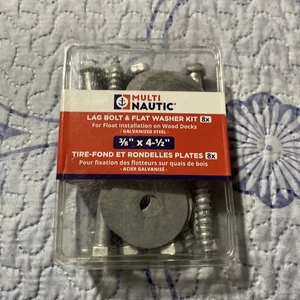 MULTI
NAUTIC
LAG BOLT & FLAT WASHER KIT 8x
For Float Installation on Wood Docks
- GALVANIZED STEEL -
3/8" x 4-1/2"
TIRE-FOND ET RONDELLES PLATES 8x
Pour fixation des flotteurs sur quais de bois
- ACIER GALVANISÉ -